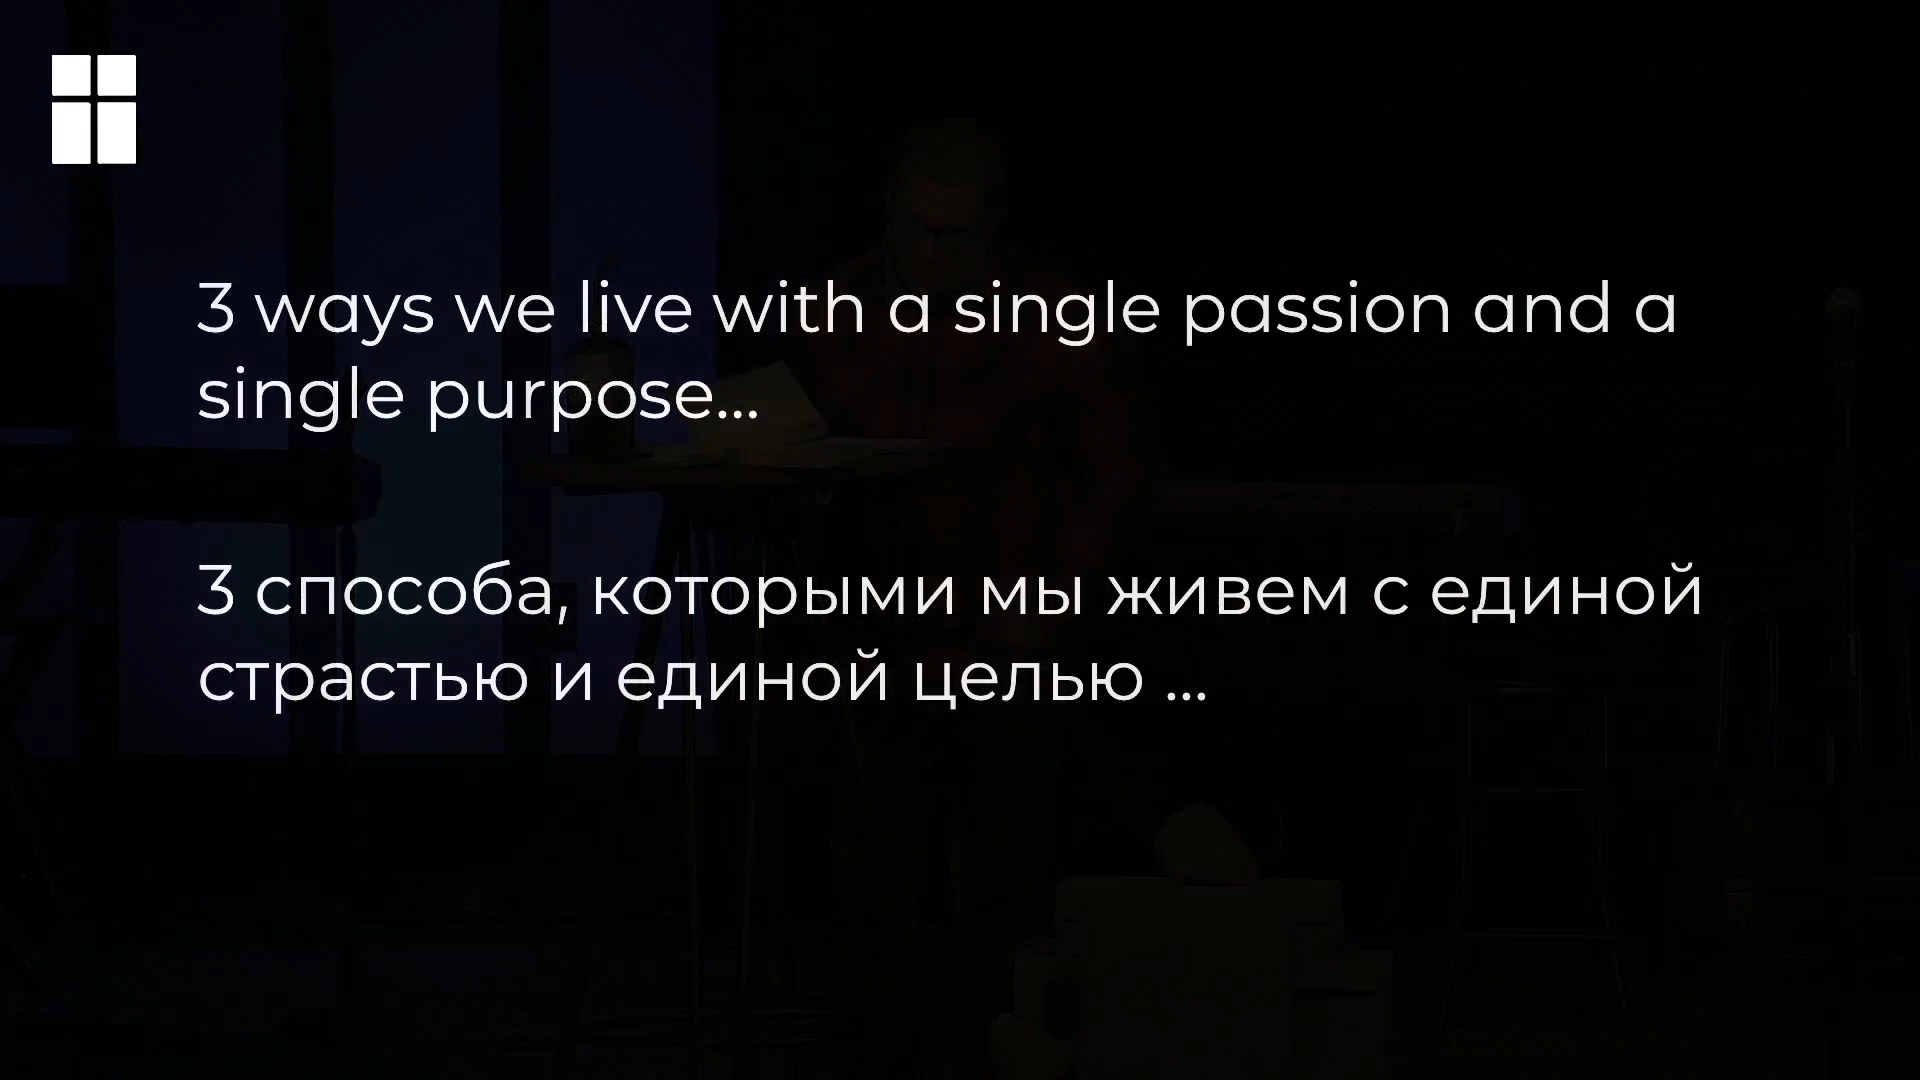 3 ways we live with a single passion and a
single purpose...
3 способа, которыми мы живем с единой
страстью и единой целью ...